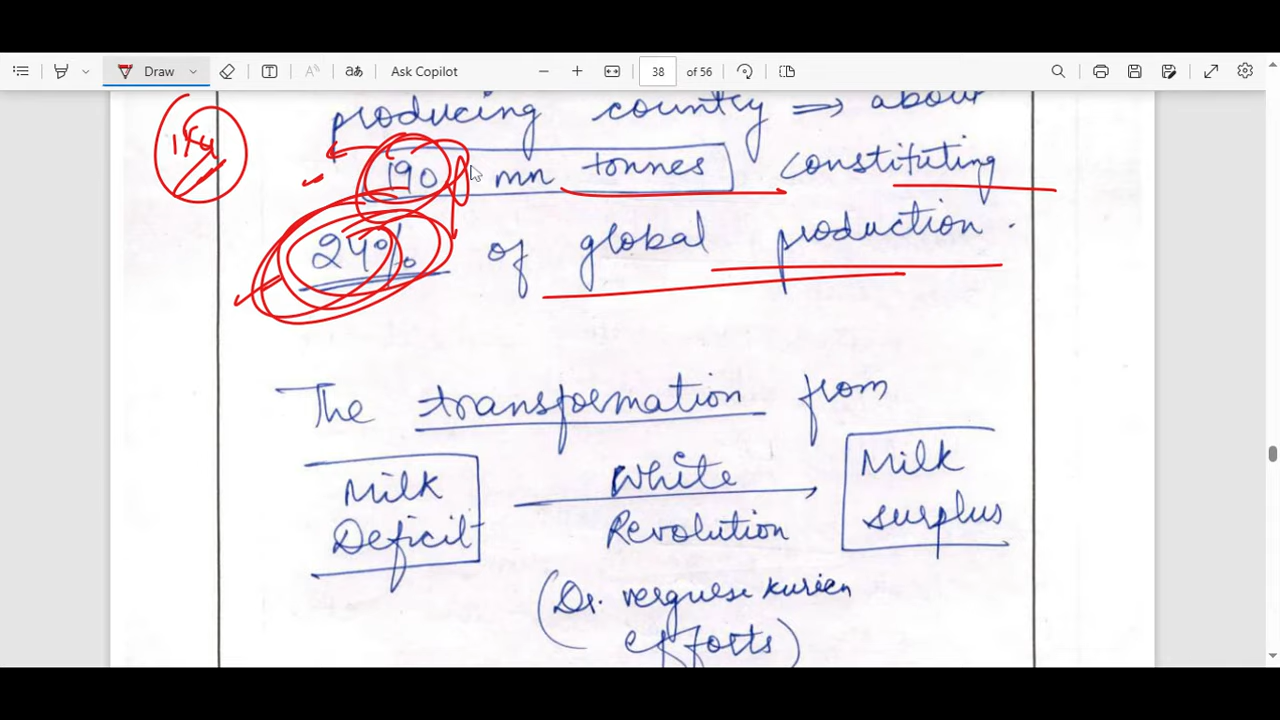 Draw
Ask Copilot
38 of 56
producing country ⇒ about
190 mn tonnes constituting
24% of global production.
The transformation from
Milk
Deficit
White
Revolution
Milk
surplus
(Dr. verguese kurien
efforts)